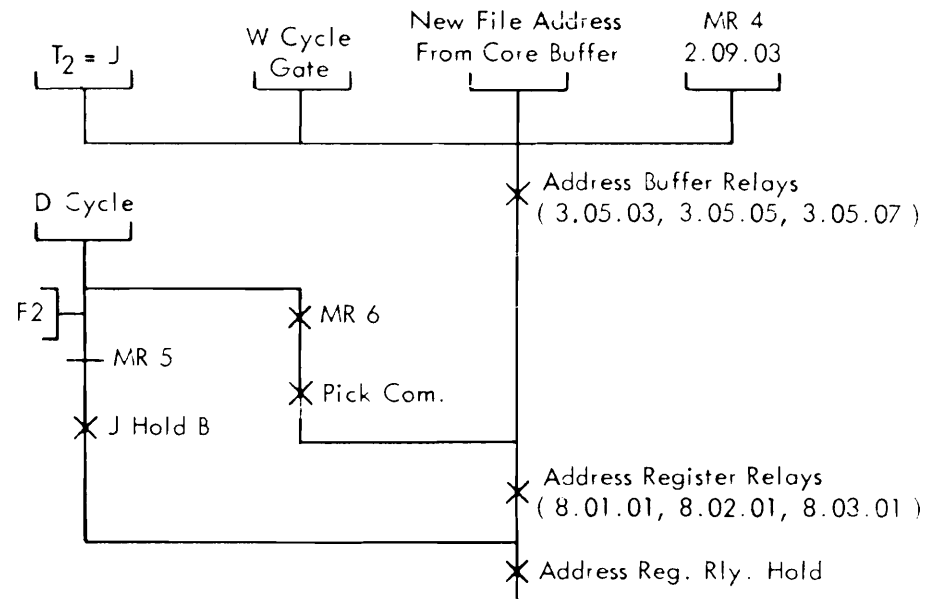 T2 = J
W Cycle
Gate
New File Address
From Core Buffer
MR 4
2.09.03
Address Buffer Relays
( 3.05.03, 3.05.05, 3.05.07 )
D Cycle
F2
MR 6
MR 5
Pick Com.
J Hold B
Address Register Relays
( 8.01.01, 8.02.01, 8.03.01 )
Address Reg. Rly. Hold